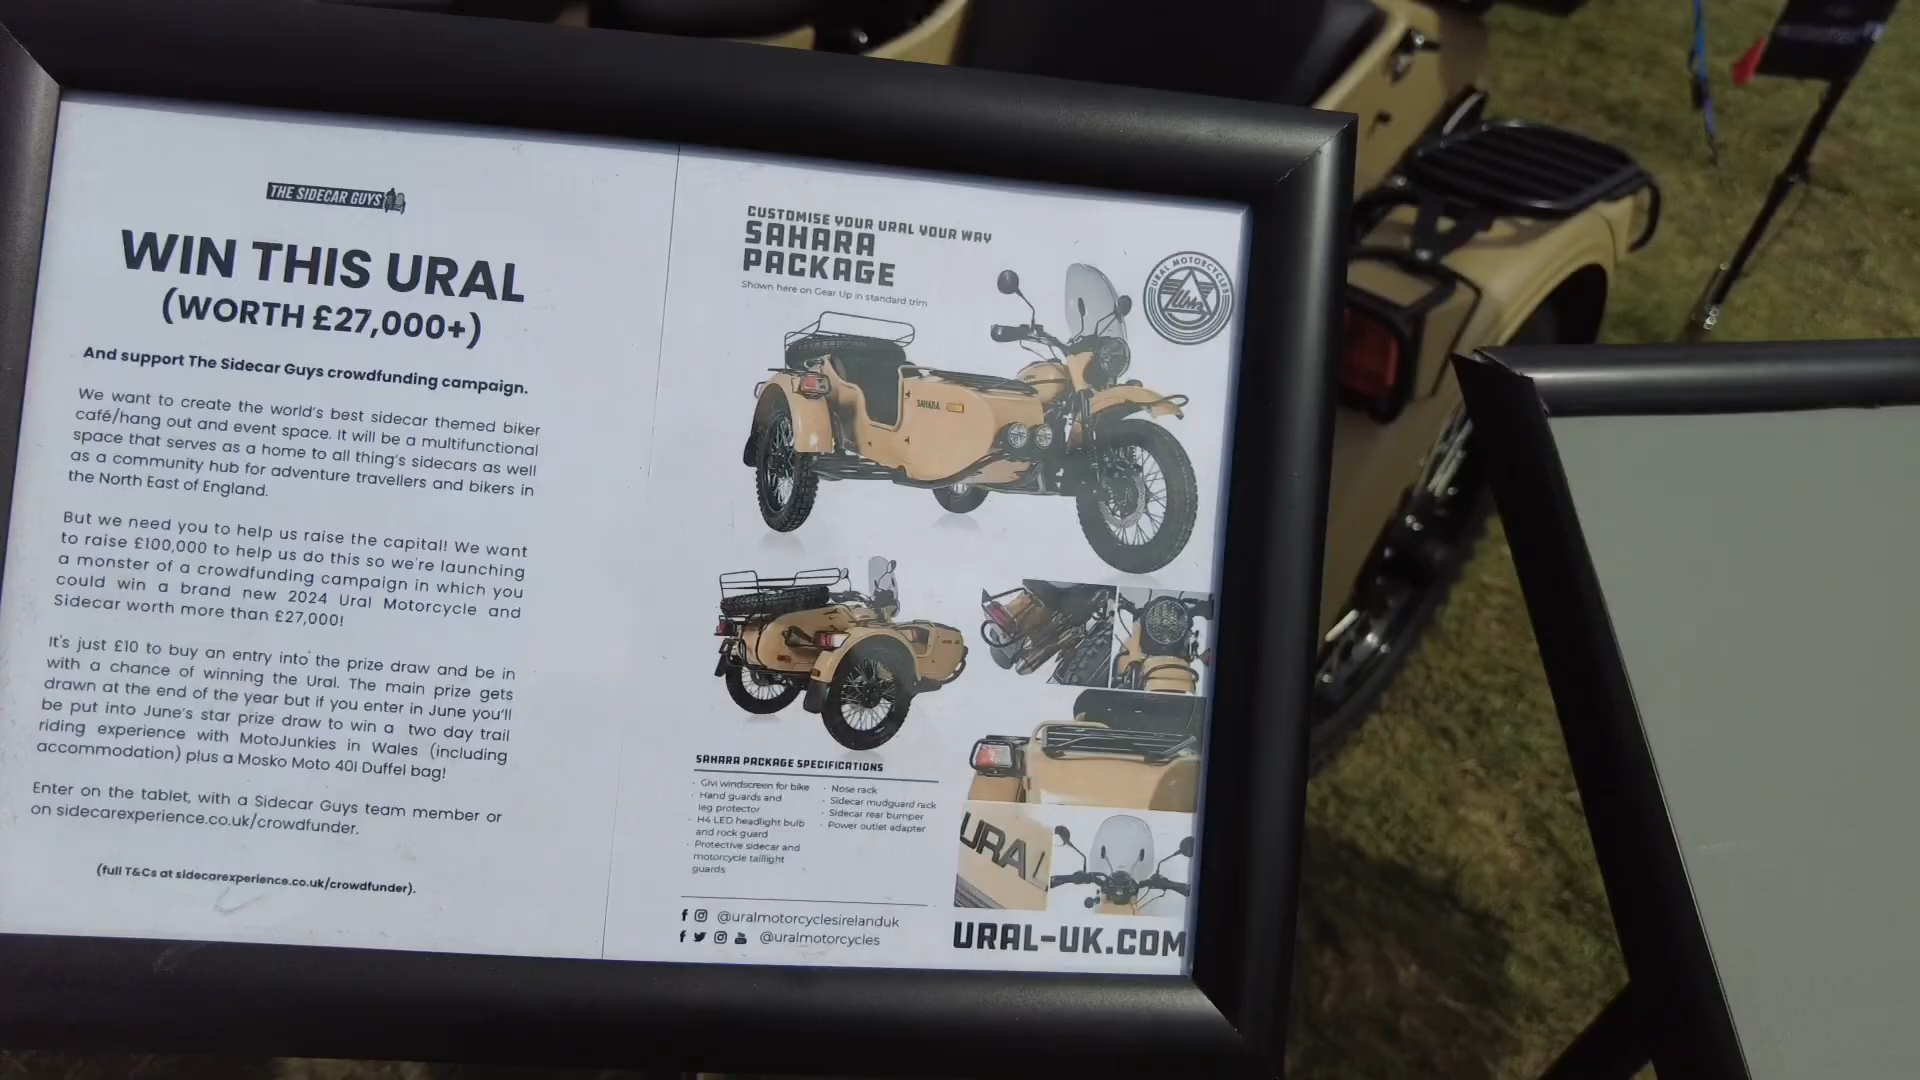 THE SIDECAR GUYS
WIN THIS URAL
(WORTH £27,000+)
And support The Sidecar Guys crowdfunding campaign.
We want to create the world's best sidecar themed biker
café/hang out and event space. It will be a multifunctional
space that serves as a home to all thing's sidecars as well
as a community hub for adventure travellers and bikers in
the North East of England.
But we need you to help us raise the capital! We want
to raise £100,000 to help us do this so we're launching
a monster of a crowdfunding campaign in which you
could win a brand new 2024 Ural Motorcycle and
Sidecar worth more than £27,000!
It's just £10 to buy an entry into the prize draw and be in
with a chance of winning the Ural. The main prize gets
drawn at the end of the year but if you enter in June you'll
be put into June's star prize draw to win a two day trail
riding experience with MotoJunkies in Wales (including
accommodation) plus a Mosko Moto 40l Duffel bag!
Enter on the tablet, with a Sidecar Guys team member or
on sidecarexperience.co.uk/crowdfunder.
(full T&Cs at sidecarexperience.co.uk/crowdfunder).
CUSTOMISE YOUR URAL YOUR WAY
SAHARA
PACKAGE
Shown here on Gear Up in standard trim
URAL MOTORCYCLES
SAHARA
SAHARA PACKAGE SPECIFICATIONS
· Givi windscreen for bike
· Hand guards and
leg protector
· H4 LED headlight bulb
and rock guard
· Protective sidecar and
motorcycle taillight
guards
· Nose rack
· Sidecar mudguard rack
· Sidecar rear bumper
· Power outlet adapter
URAL
@uralmotorcyclesirelanduk
@uralmotorcycles
URAL-UK.COM